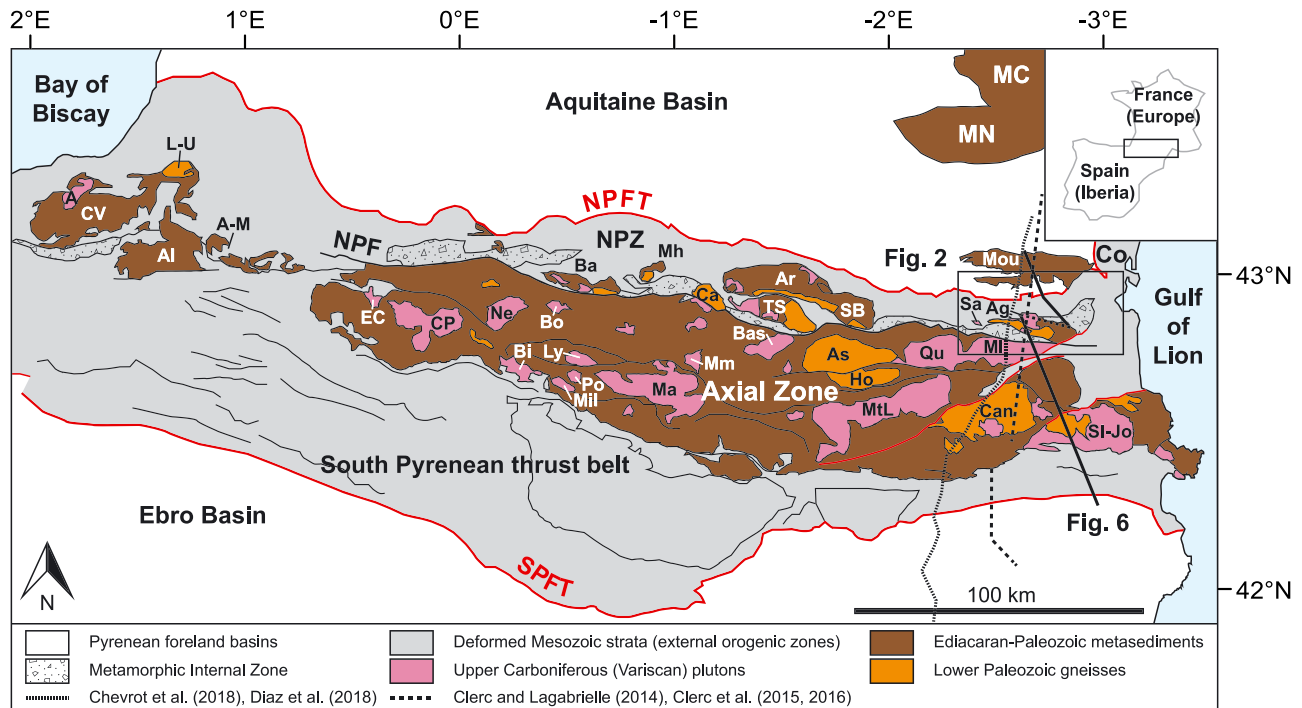 2°E 1°E 0°E -1°E -2°E -3°E
Bay of
Biscay
Aquitaine Basin
MC
MN
France
(Europe)
Spain
(Iberia)
L-U
A
CV
A-M
Al
NPFT
NPF
NPZ
Mh
Ba
Ar
Ca
TS
SB
Fig. 2
Mou
Co
Sa
Ag
43°N
Gulf
of
Lion
EC
CP
Ne
Bo
Bas
Bi
Ly
Mm
As
Qu
Ml
Po
Mil
Ma
Axial Zone
Ho
MtL
Can
Sl-Jo
South Pyrenean thrust belt
Ebro Basin
Fig. 6
SPFT
N
100 km
42°N
Pyrenean foreland basins
Deformed Mesozoic strata (external orogenic zones)
Ediacaran-Paleozoic metasediments
Metamorphic Internal Zone
Upper Carboniferous (Variscan) plutons
Lower Paleozoic gneisses
Chevrot et al. (2018), Diaz et al. (2018)
Clerc and Lagabrielle (2014), Clerc et al. (2015, 2016)